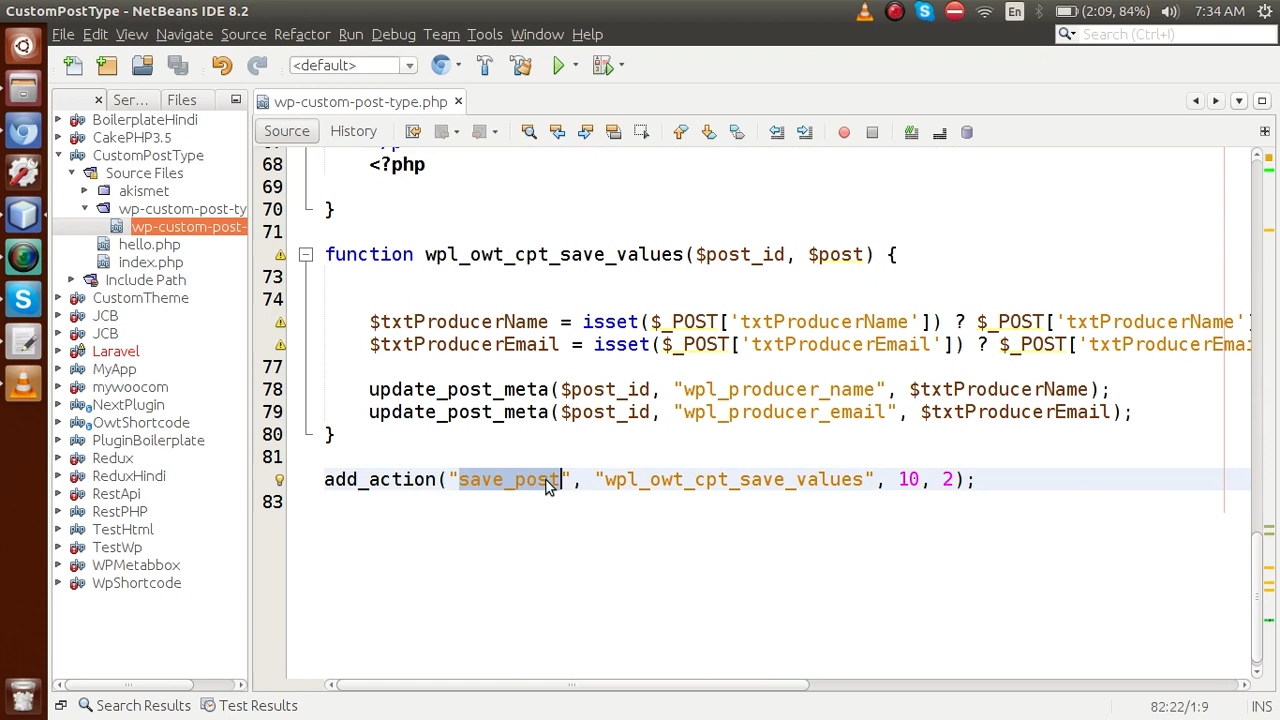 CustomPostType - NetBeans IDE 8.2
En
(2:09, 84%)
7:34 AM
File Edit View Navigate Source Refactor Run Debug Team Tools Window Help
Search (Ctrl+I)
<default>
Ser... Files
wp-custom-post-type.php
Source History
BoilerplateHindi
CakePHP3.5
CustomPostType
Source Files
akismet
wp-custom-post-ty
wp-custom-post-
hello.php
index.php
Include Path
CustomTheme
JCB
JCB
Laravel
MyApp
mywoocom
NextPlugin
OwtShortcode
PluginBoilerplate
Redux
ReduxHindi
RestApi
RestPHP
TestHtml
TestWp
WPMetabbox
WpShortcode
68 <?php
69
70 }
71
function wpl_owt_cpt_save_values($post_id, $post) {
73
74
$txtProducerName = isset($_POST['txtProducerName']) ? $_POST['txtProducerName'
$txtProducerEmail = isset($_POST['txtProducerEmail']) ? $_POST['txtProducerEmai
77
78 update_post_meta($post_id, "wpl_producer_name", $txtProducerName);
79 update_post_meta($post_id, "wpl_producer_email", $txtProducerEmail);
80 }
81
add_action("save_post", "wpl_owt_cpt_save_values", 10, 2);
83
Search Results Test Results
82:22/1:9 INS